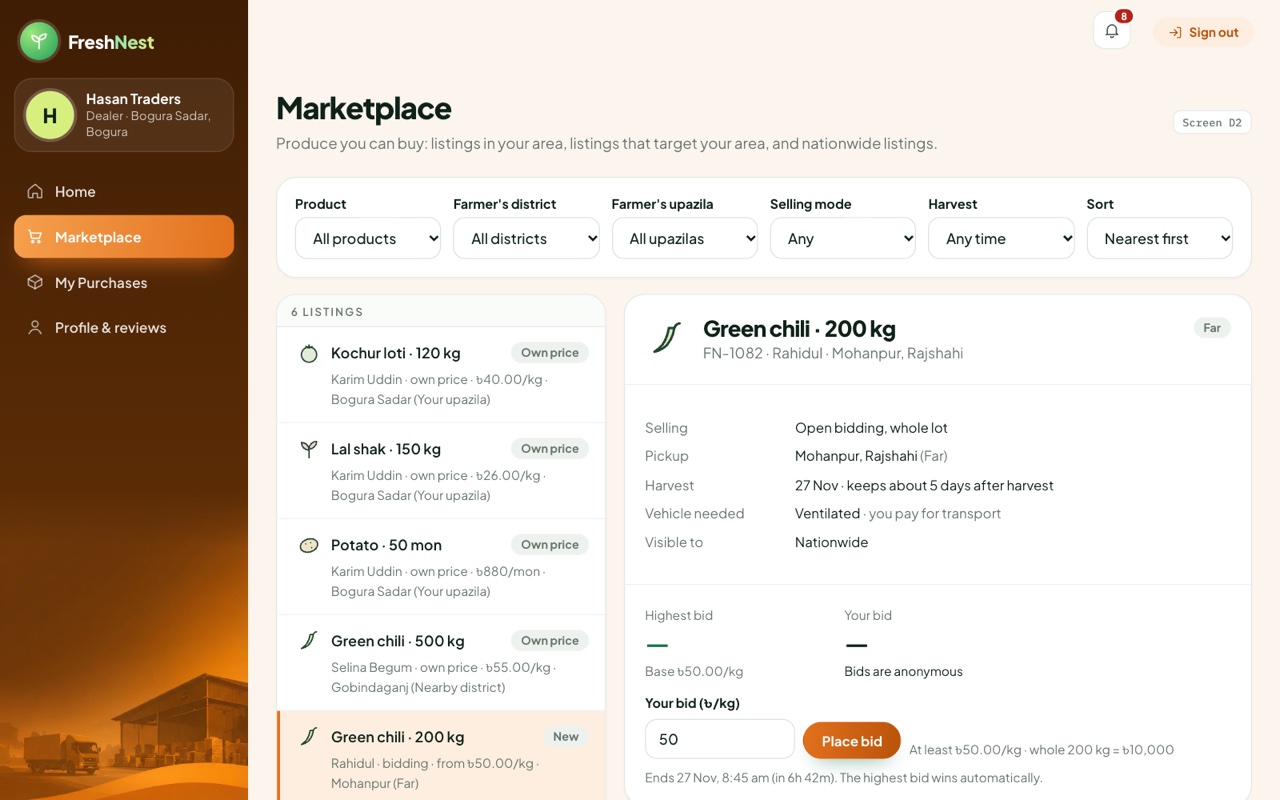 FreshNest
H
Hasan Traders
Dealer · Bogura Sadar,
Bogura
Home
Marketplace
My Purchases
Profile & reviews
8
Sign out
Marketplace
Produce you can buy: listings in your area, listings that target your area, and nationwide listings.
Screen D2
Product
Farmer's district
Farmer's upazila
Selling mode
Harvest
Sort
All products
All districts
All upazilas
Any
Any time
Nearest first
6 LISTINGS
Kochur loti · 120 kg
Own price
Karim Uddin · own price · ৳40.00/kg ·
Bogura Sadar (Your upazila)
Lal shak · 150 kg
Own price
Karim Uddin · own price · ৳26.00/kg ·
Bogura Sadar (Your upazila)
Potato · 50 mon
Own price
Karim Uddin · own price · ৳880/mon ·
Bogura Sadar (Your upazila)
Green chili · 500 kg
Own price
Selina Begum · own price · ৳55.00/kg ·
Gobindaganj (Nearby district)
Green chili · 200 kg
New
Rahidul · bidding · from ৳50.00/kg ·
Mohanpur (Far)
Green chili · 200 kg
Far
FN-1082 · Rahidul · Mohanpur, Rajshahi
Selling Open bidding, whole lot
Pickup Mohanpur, Rajshahi (Far)
Harvest 27 Nov · keeps about 5 days after harvest
Vehicle needed Ventilated · you pay for transport
Visible to Nationwide
Highest bid Your bid
— —
Base ৳50.00/kg Bids are anonymous
Your bid (৳/kg)
50 Place bid At least ৳50.00/kg · whole 200 kg = ৳10,000
Ends 27 Nov, 8:45 am (in 6h 42m). The highest bid wins automatically.